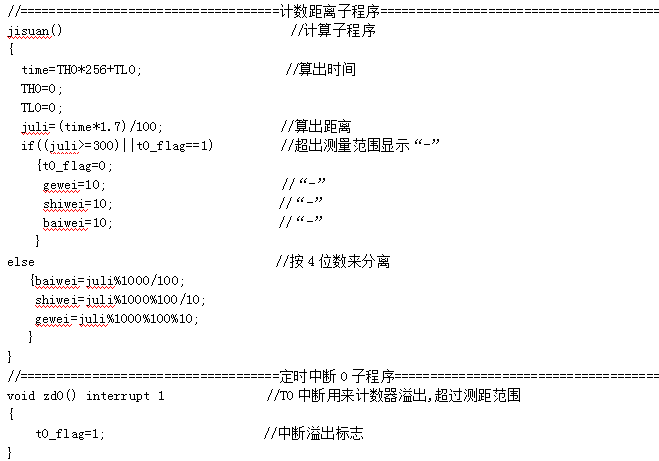 //=====================================计数距离子程序========================================
jisuan()                                //计算子程序
{
  time=TH0*256+TL0;                    //算出时间
  TH0=0;
  TL0=0;
  juli=(time*1.7)/100;                //算出距离
  if((juli>=300)||t0_flag==1)         //超出测量范围显示“-”
    {t0_flag=0;
     gewei=10;                        //“-”
     shiwei=10;                       //“-”
     baiwei=10;                       //“-”
    }
else                                  //按4位数来分离
   {baiwei=juli%1000/100;
    shiwei=juli%1000%100/10;
    gewei=juli%1000%100%10;
   }
}
//=====================================定时中断0子程序======================================
void zd0() interrupt 1               //T0中断用来计数器溢出,超过测距范围
{
    t0_flag=1;                      //中断溢出标志
}